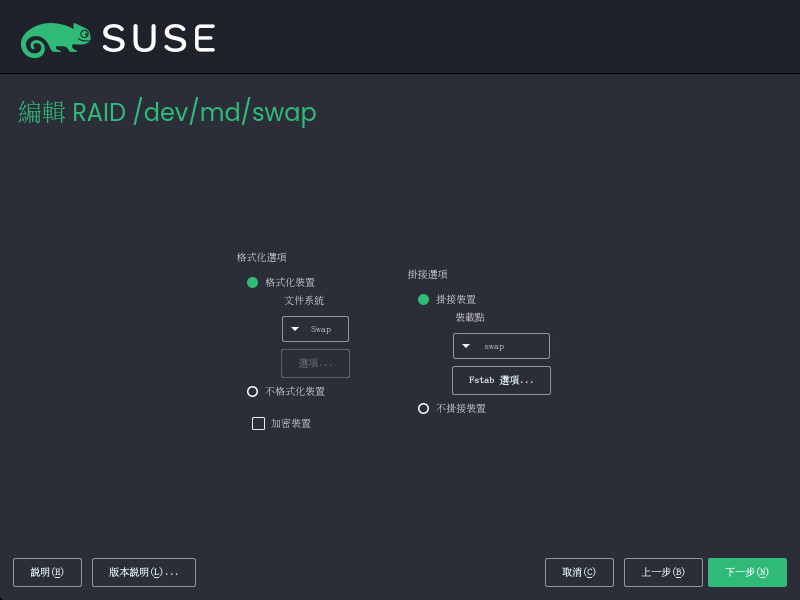 SUSE
編輯 RAID /dev/md/swap
格式化選項
格式化裝置
文件系統
Swap
選項...
不格式化裝置
加密裝置
掛接選項
掛接裝置
裝載點
swap
Fstab 選項...
不掛接裝置
說明(H)
版本說明(L)...
取消(C)
上一步(B)
下一步(N)